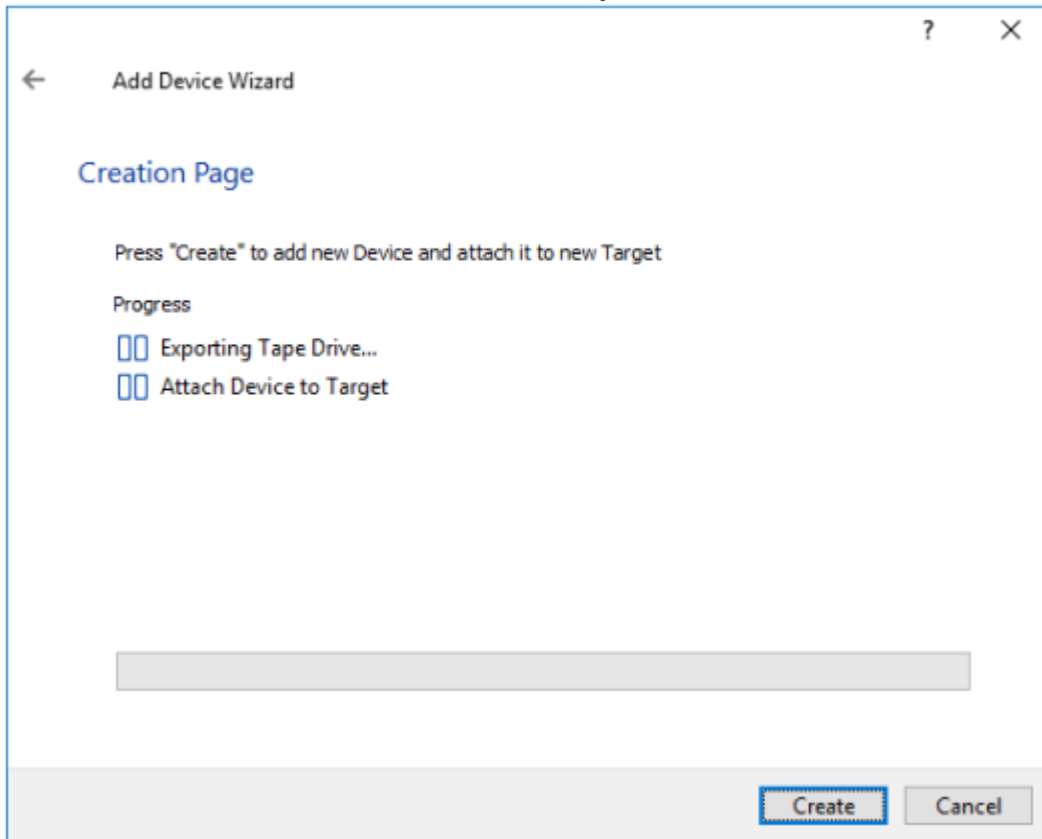 ?
Add Device Wizard
Creation Page
Press "Create" to add new Device and attach it to new Target
Progress
Exporting Tape Drive...
Attach Device to Target
Create Cancel